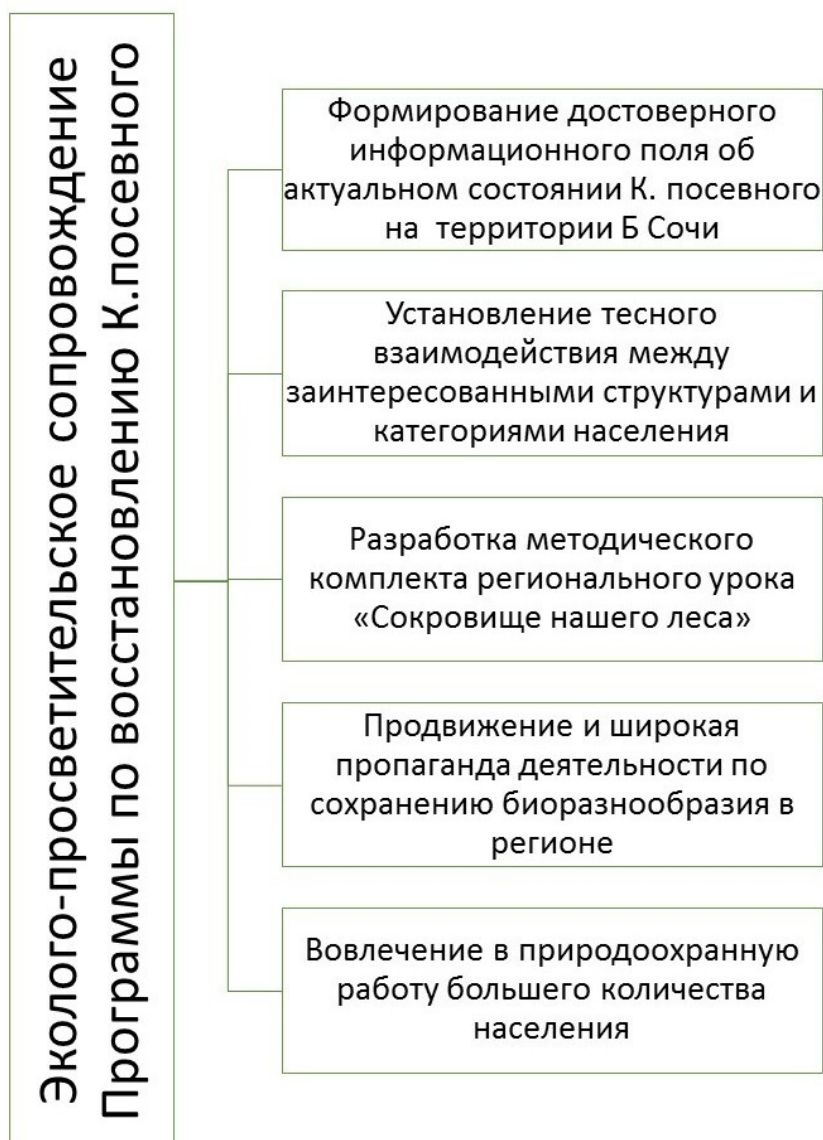 Эколого-просветительское сопровождение
Программы по восстановлению К.посевного
Формирование достоверного
информационного поля об
актуальном состоянии К. посевного
на территории Б Сочи
Установление тесного
взаимодействия между
заинтересованными структурами и
категориями населения
Разработка методического
комплекта регионального урока
«Сокровище нашего леса»
Продвижение и широкая
пропаганда деятельности по
сохранению биоразнообразия в
регионе
Вовлечение в природоохранную
работу большего количества
населения